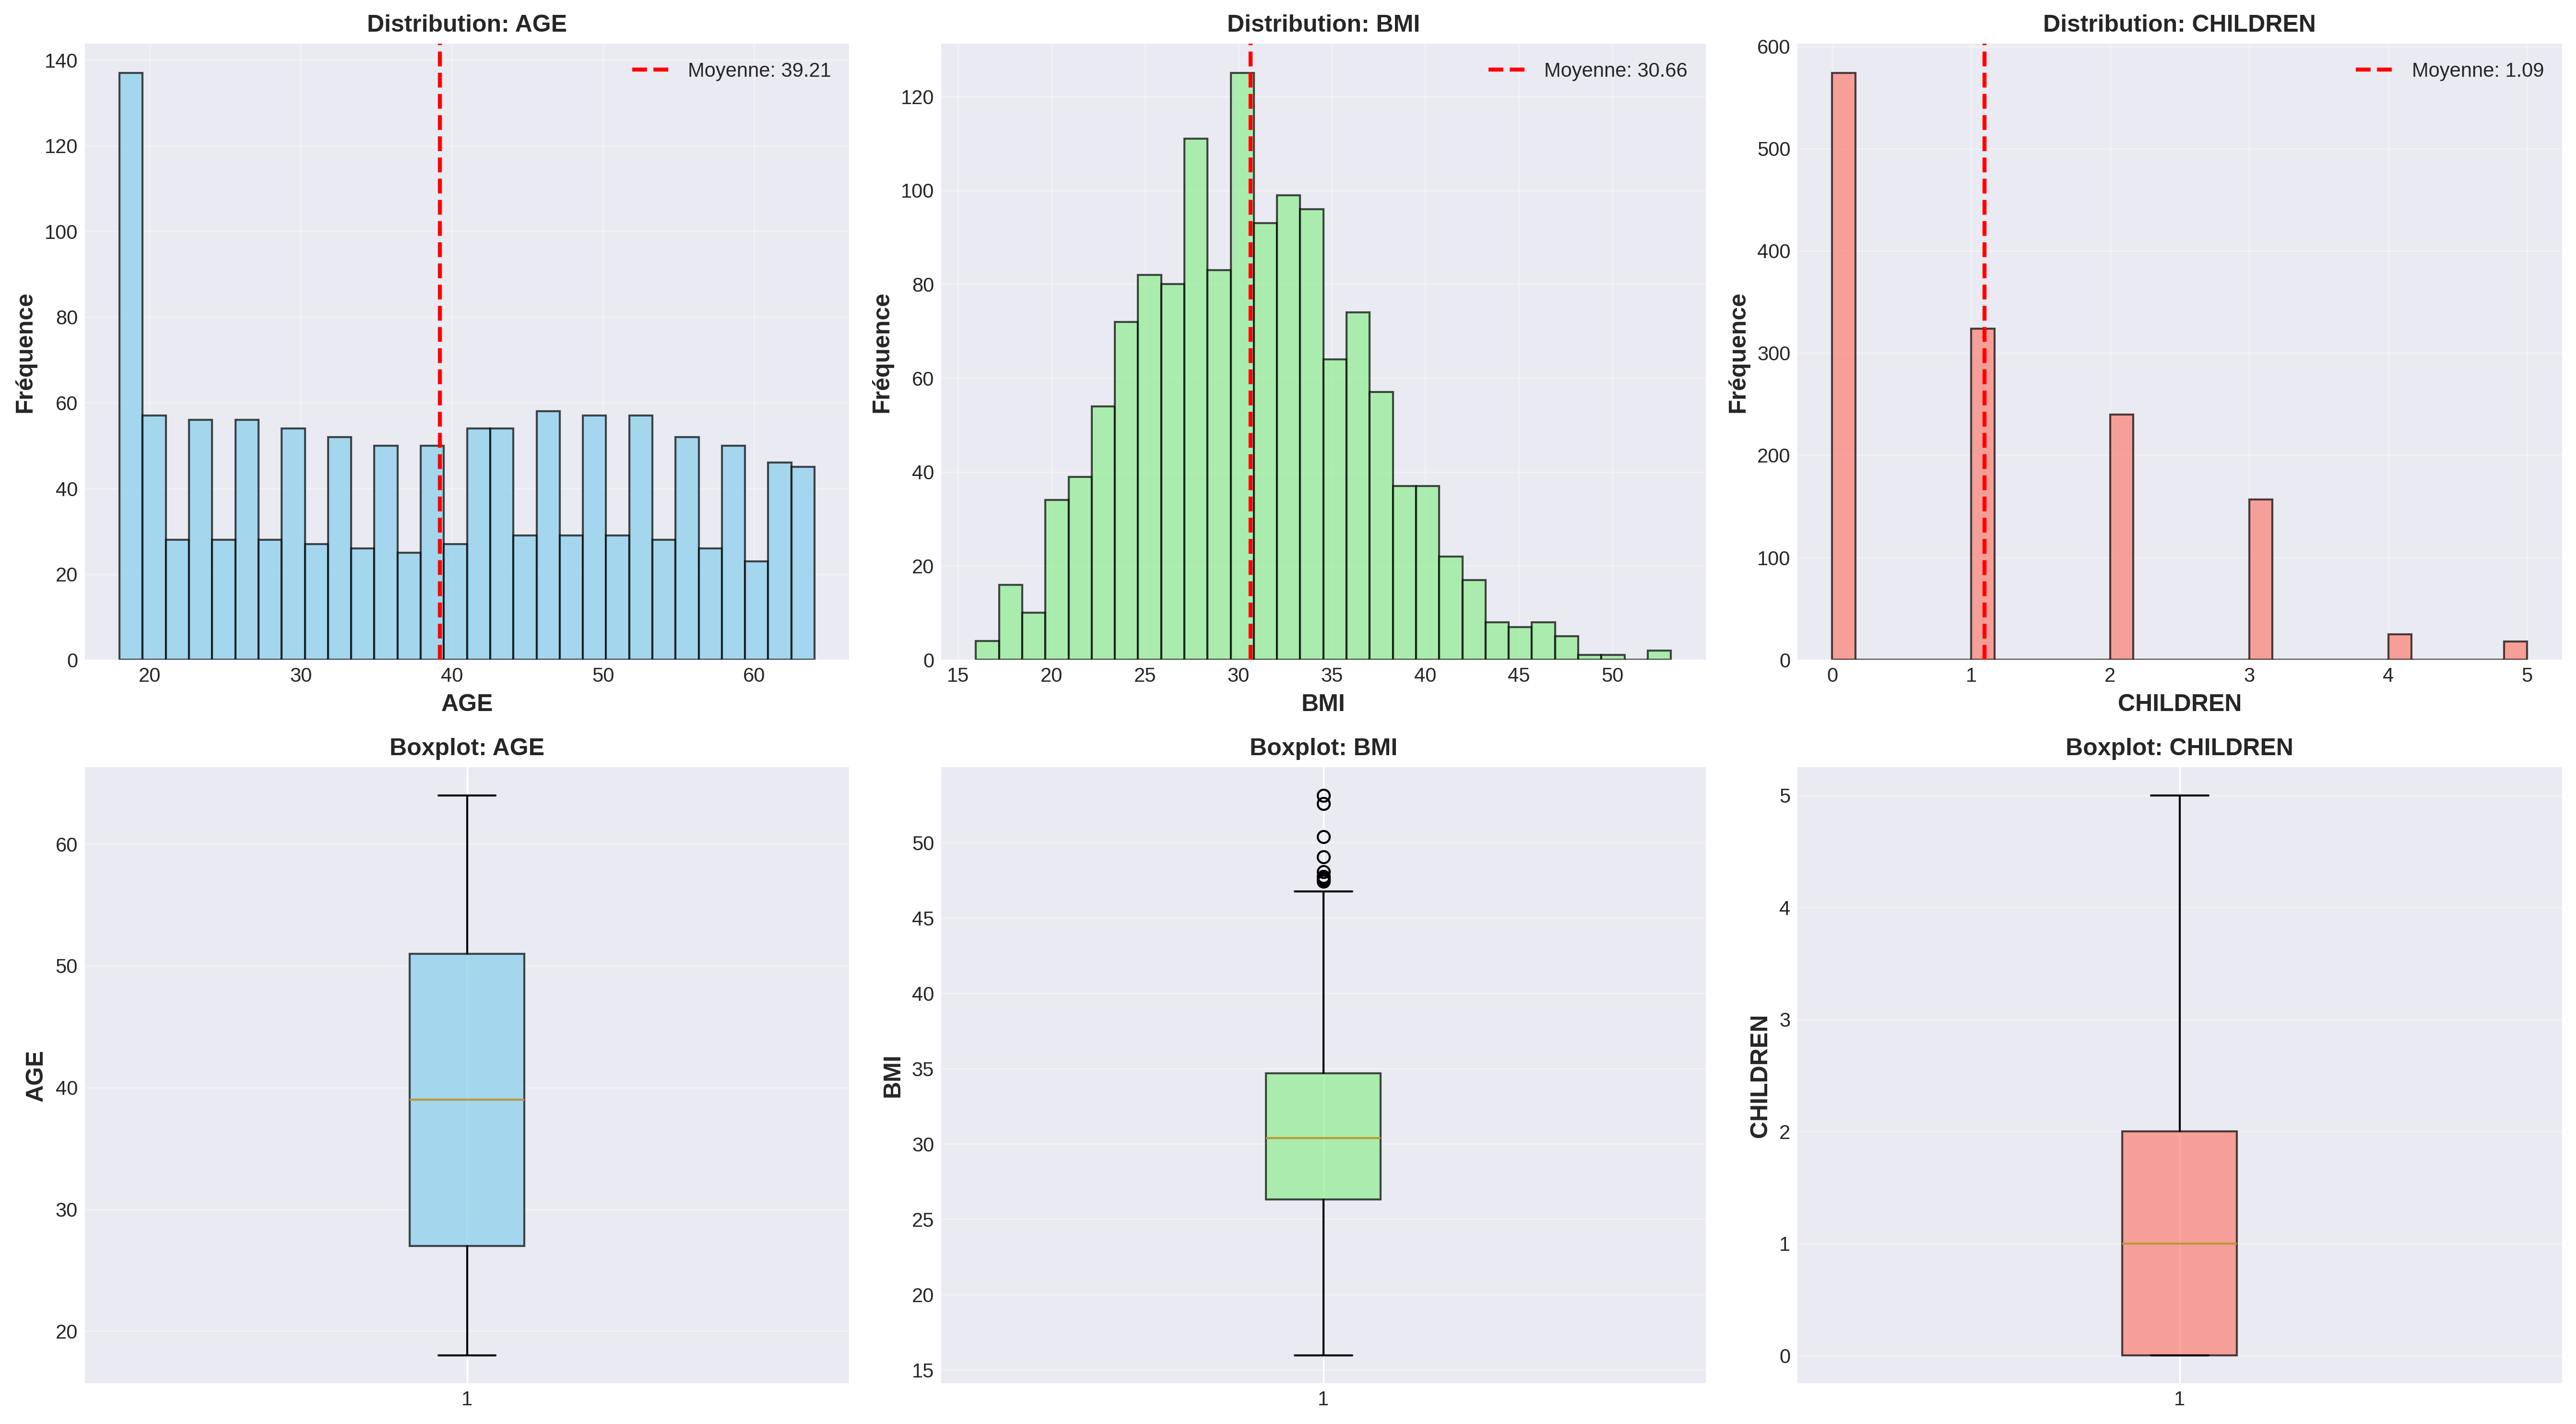 Distribution: AGE
Moyenne: 39.21
Fréquence
140
120
100
80
60
40
20
0
20 30 40 50 60
AGE
Distribution: BMI
Moyenne: 30.66
Fréquence
120
100
80
60
40
20
0
15 20 25 30 35 40 45 50
BMI
Distribution: CHILDREN
Moyenne: 1.09
Fréquence
600
500
400
300
200
100
0
0 1 2 3 4 5
CHILDREN
Boxplot: AGE
AGE
60
50
40
30
20
1
Boxplot: BMI
BMI
50
45
40
35
30
25
20
15
1
Boxplot: CHILDREN
CHILDREN
5
4
3
2
1
0
1